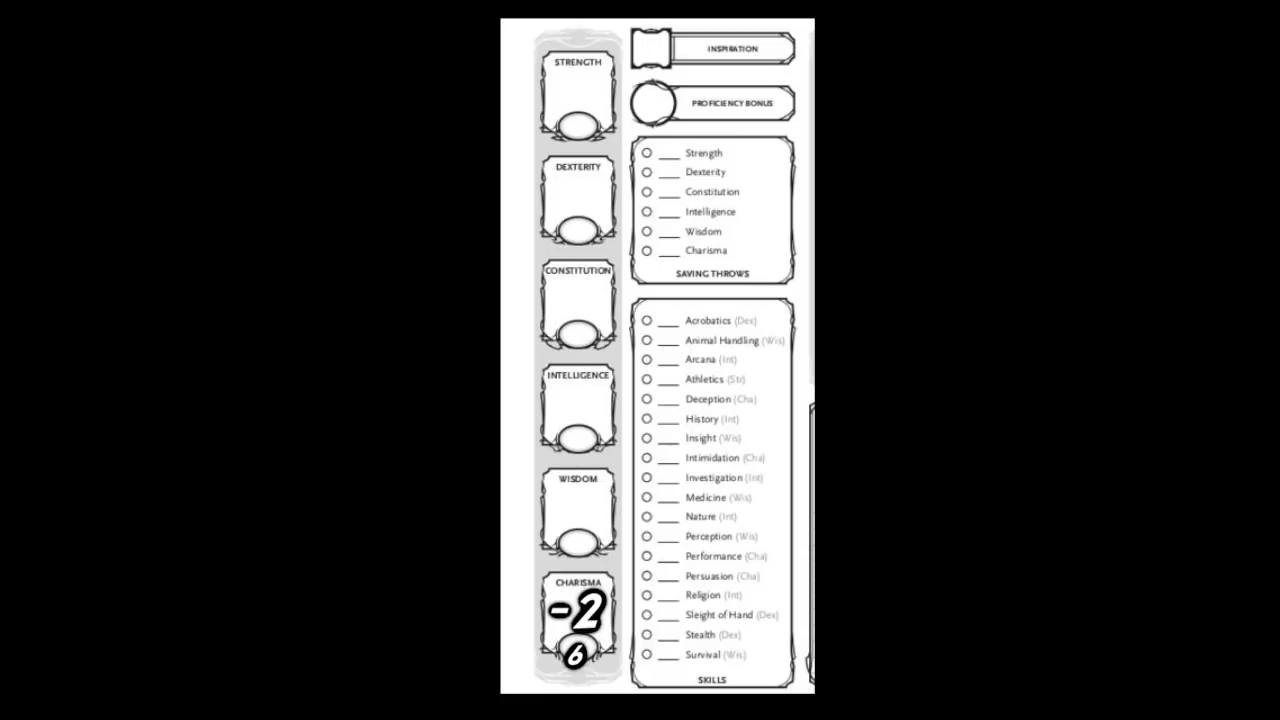 STRENGTH
DEXTERITY
CONSTITUTION
INTELLIGENCE
WISDOM
CHARISMA
-2
6
INSPIRATION
PROFICIENCY BONUS
Strength
Dexterity
Constitution
Intelligence
Wisdom
Charisma
SAVING THROWS
Acrobatics (Dex)
Animal Handling (Wis)
Arcana (Int)
Athletics (Str)
Deception (Cha)
History (Int)
Insight (Wis)
Intimidation (Cha)
Investigation (Int)
Medicine (Wis)
Nature (Int)
Perception (Wis)
Performance (Cha)
Persuasion (Cha)
Religion (Int)
Sleight of Hand (Dex)
Stealth (Dex)
Survival (Wis)
SKILLS